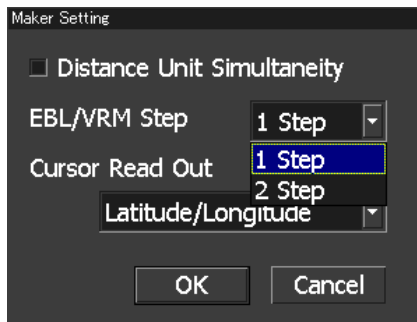 Maker Setting
Distance Unit Simultaneity
EBL/VRM Step
1 Step
1 Step
2 Step
Cursor Read Out
Latitude/Longitude
OK
Cancel